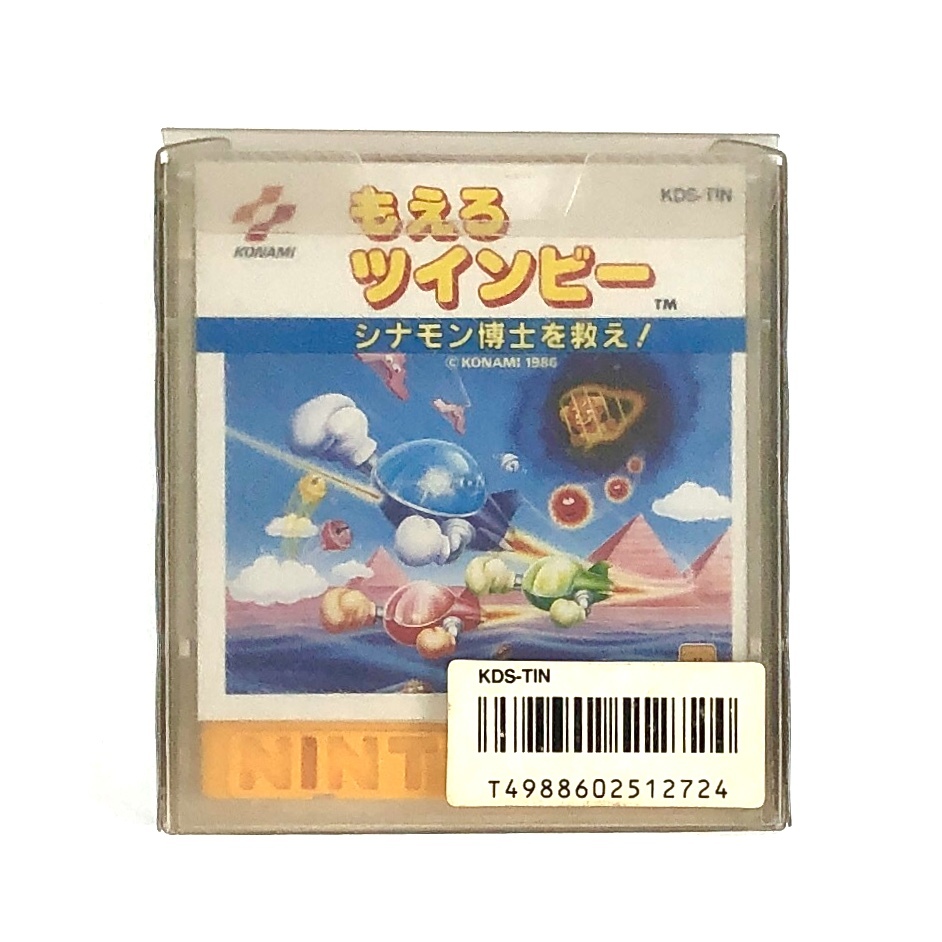 KONAMI
もえろ
ツインビー
TM
KDS-TIN
シナモン博士を救え!
© KONAMI 1986
KDS-TIN
T4988602512724
NINT